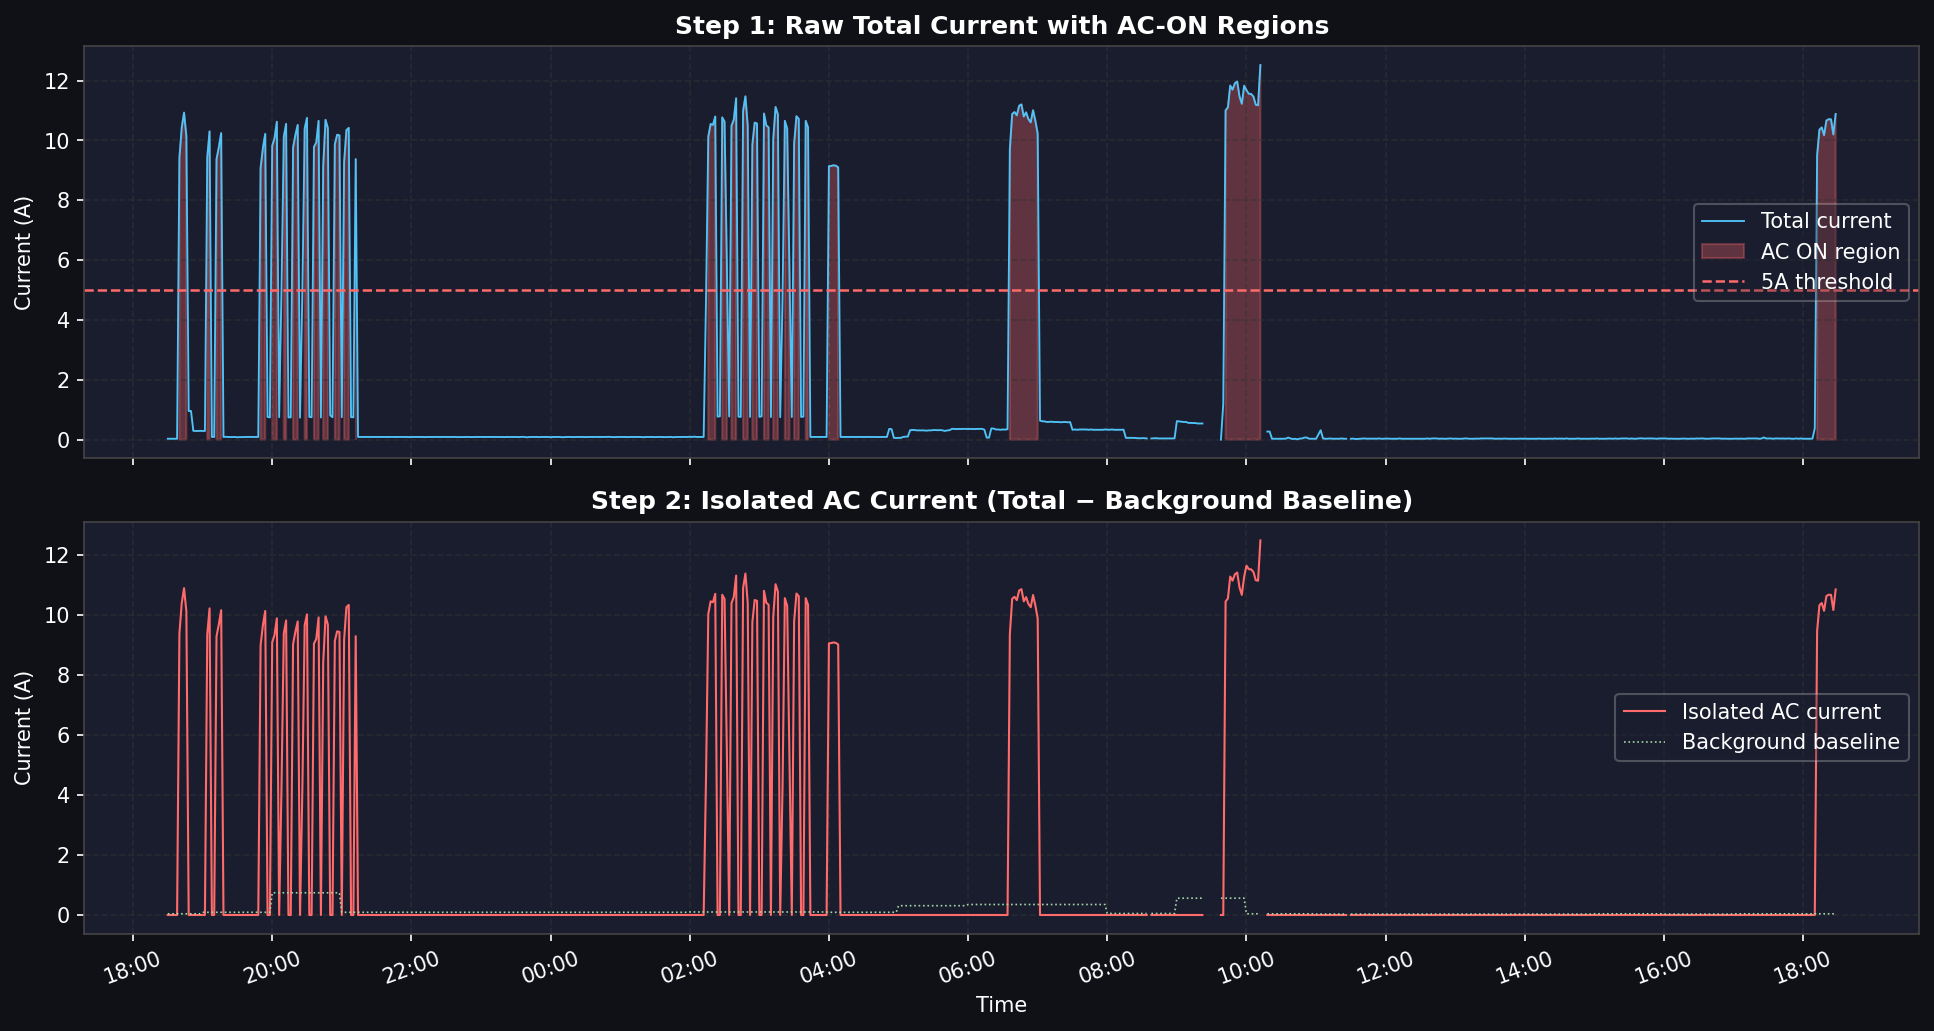 Step 1: Raw Total Current with AC-ON Regions
12
10
8
6
4
2
0
Current (A)
Total current
AC ON region
5A threshold
Step 2: Isolated AC Current (Total − Background Baseline)
12
10
8
6
4
2
0
Current (A)
Isolated AC current
Background baseline
18:00 20:00 22:00 00:00 02:00 04:00 06:00 08:00 10:00 12:00 14:00 16:00 18:00
Time